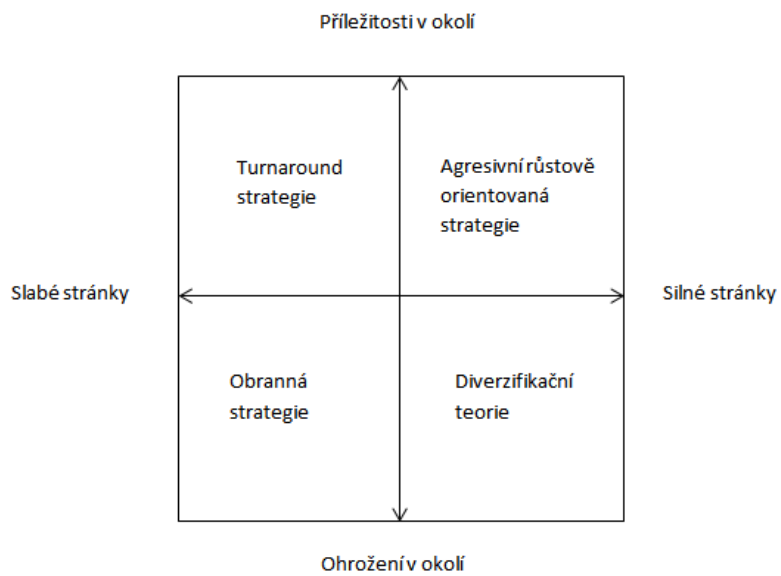 Příležitosti v okolí
Turnaround
strategie
Agresivní růstově
orientovaná
strategie
Slabé stránky
Silné stránky
Obranná
strategie
Diverzifikační
teorie
Ohrožení v okolí